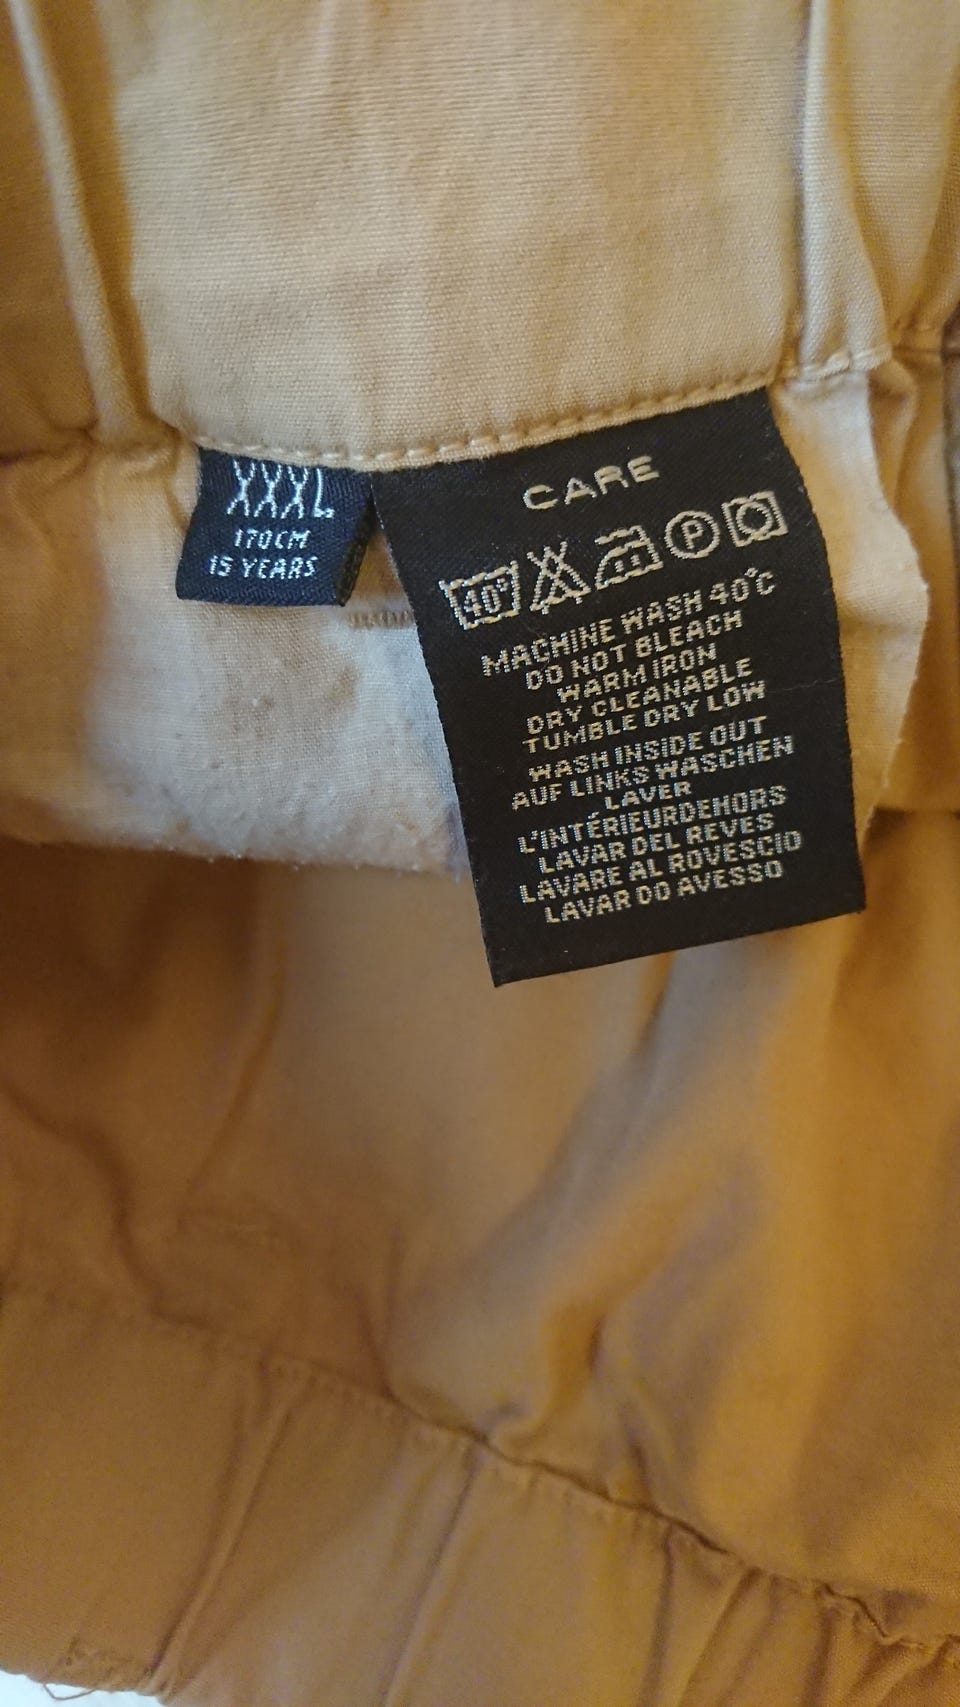 XXXL
170CM
15 YEARS
CARE
40° P
MACHINE WASH 40°C
DO NOT BLEACH
WARM IRON
DRY CLEANABLE
TUMBLE DRY LOW
WASH INSIDE OUT
AUF LINKS WASCHEN
LAVER
L'INTÉRIEURDEHORS
LAVAR DEL REVES
LAVARE AL ROVESCIO
LAVAR DO AVESSO